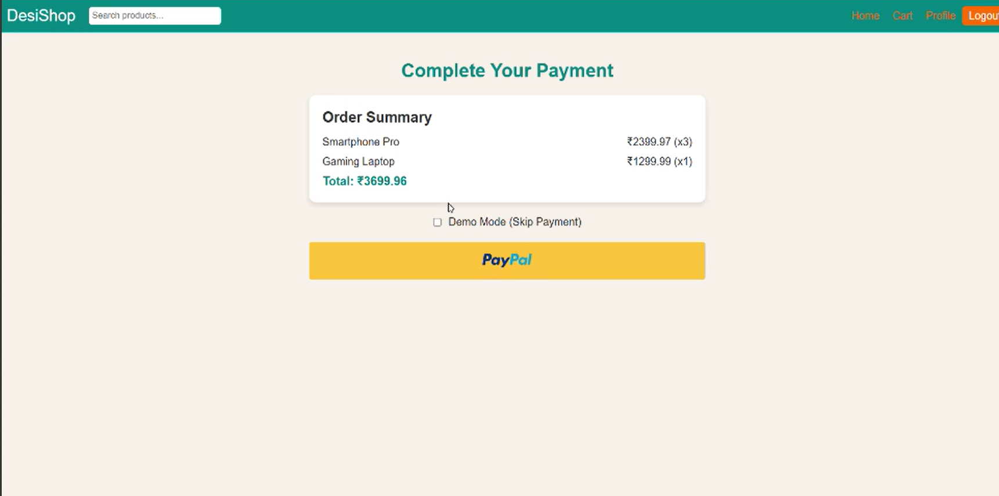 DesiShop Search products... Home Cart Profile Logou
Complete Your Payment
Order Summary
Smartphone Pro ₹2399.97 (x3)
Gaming Laptop ₹1299.99 (x1)
Total: ₹3699.96
Demo Mode (Skip Payment)
PayPal